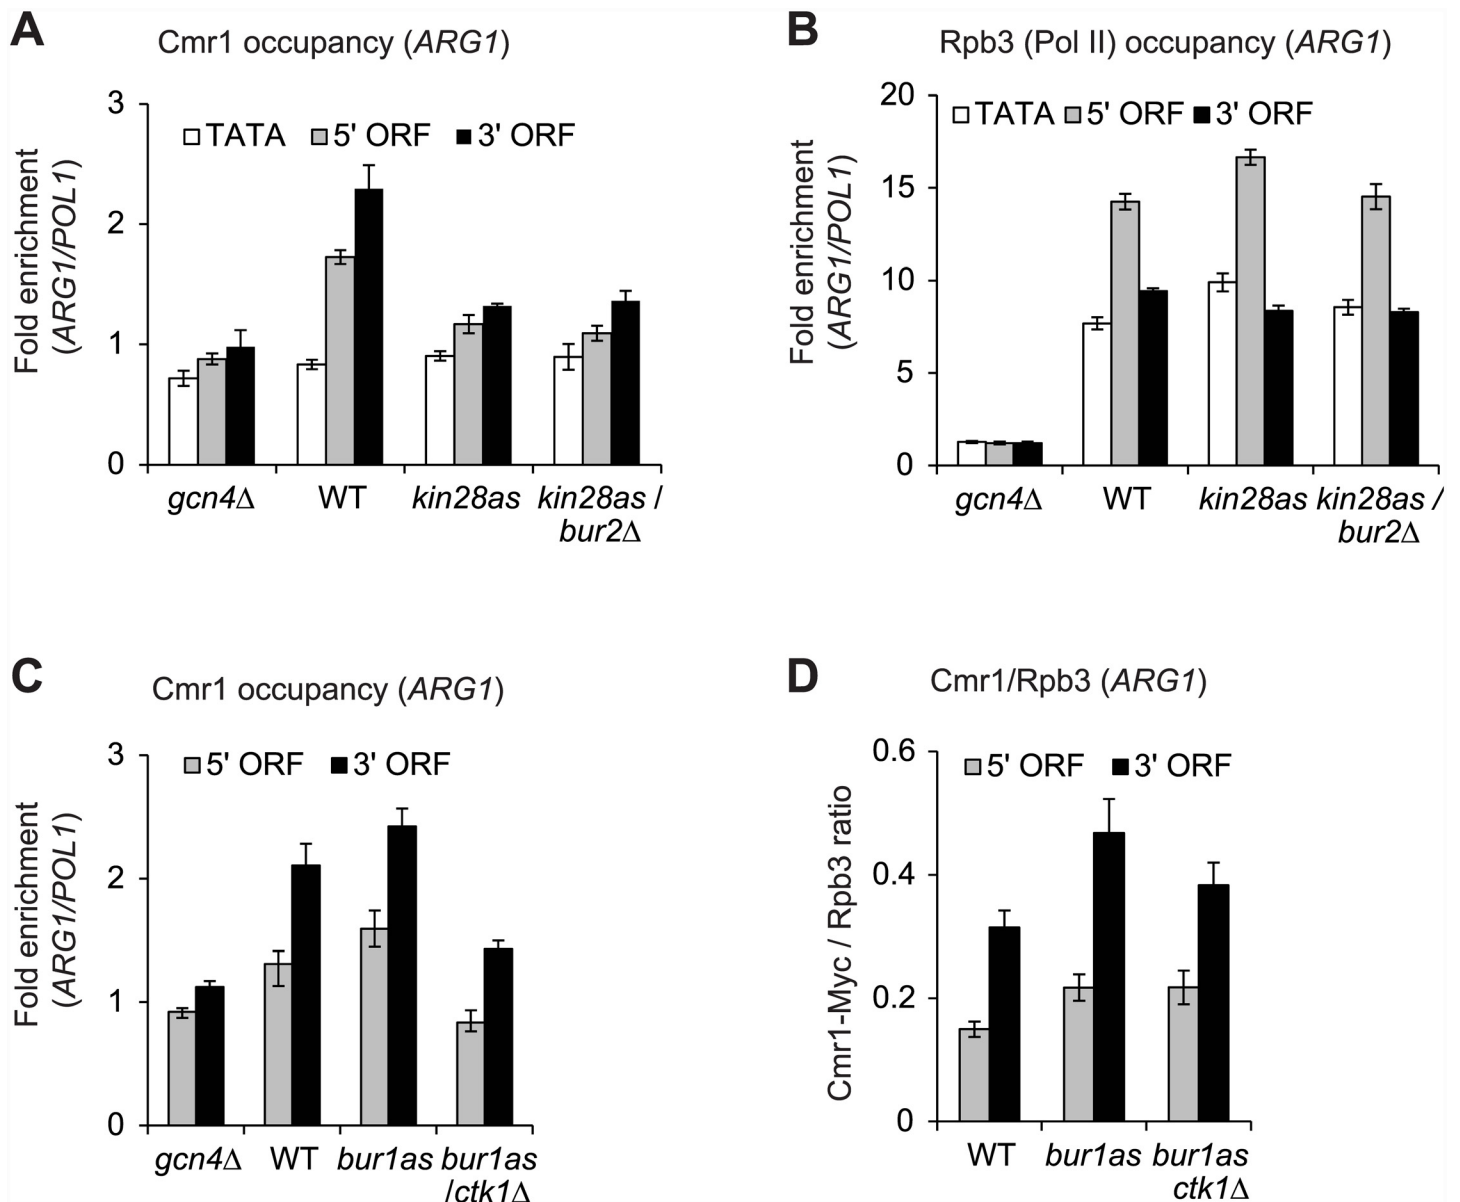 A
Cmr1 occupancy (ARG1)
Fold enrichment
(ARG1/POL1)
3
2
1
0
TATA 5' ORF 3' ORF
gcn4Δ WT kin28as kin28as /
bur2Δ
B
Rpb3 (Pol II) occupancy (ARG1)
Fold enrichment
(ARG1/POL1)
20
15
10
5
0
TATA 5' ORF 3' ORF
gcn4Δ WT kin28as kin28as /
bur2Δ
C
Cmr1 occupancy (ARG1)
Fold enrichment
(ARG1/POL1)
3
2
1
0
5' ORF 3' ORF
gcn4Δ WT bur1as bur1as
/ctk1Δ
D
Cmr1/Rpb3 (ARG1)
Cmr1-Myc / Rpb3 ratio
0.6
0.4
0.2
0
5' ORF 3' ORF
WT bur1as bur1as
ctk1Δ